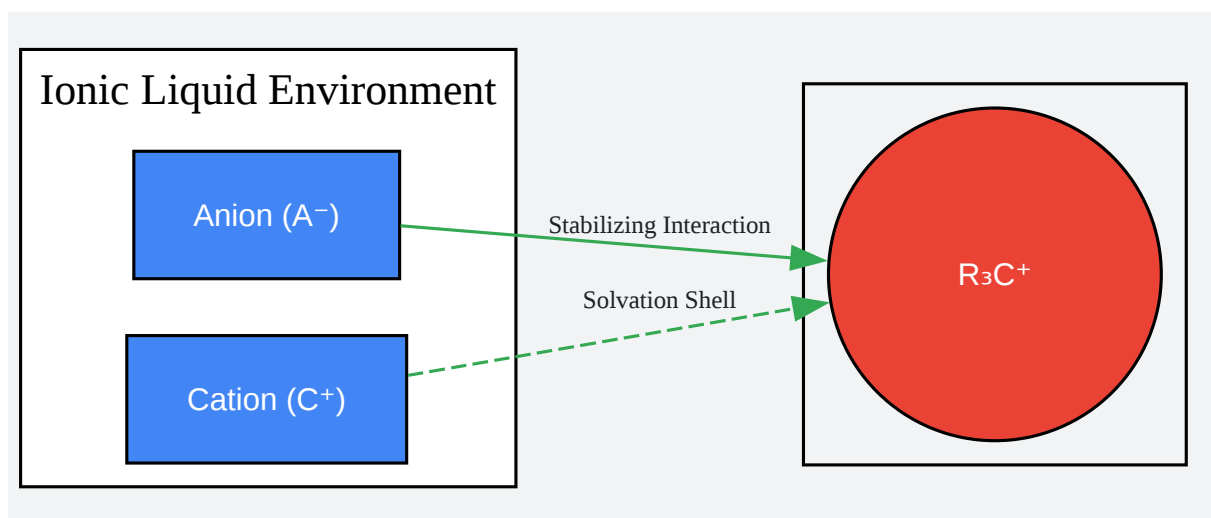 Ionic Liquid Environment
Anion (A⁻)
Stabilizing Interaction
R₃C⁺
Solvation Shell
Cation (C⁺)